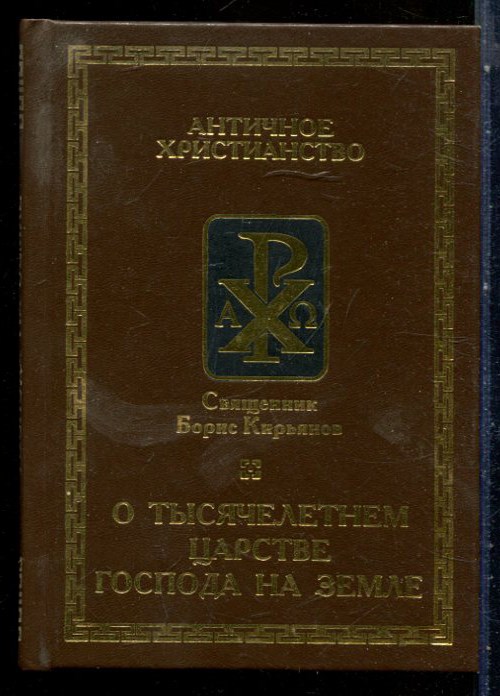 АНТИЧНОЕ
ХРИСТИАНСТВО
Α Ω
Священник
Борис Кирьянов
О ТЫСЯЧЕЛЕТНЕМ
ЦАРСТВЕ
ГОСПОДА НА ЗЕМЛЕ